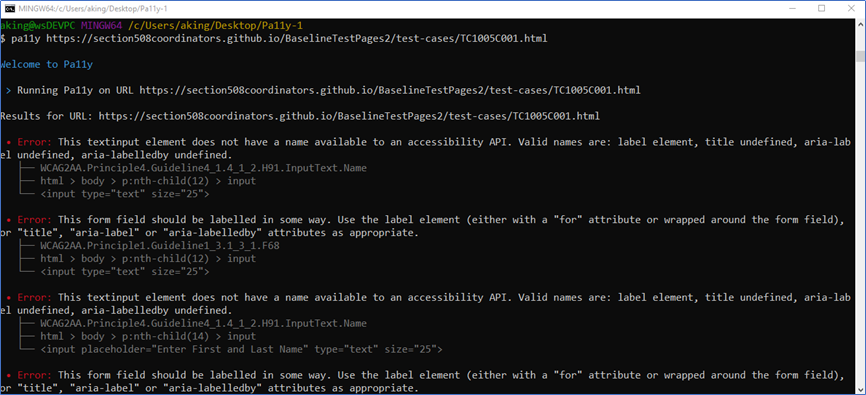 MINGW64:/c/Users/aking/Desktop/Pa11y-1
aking@wsDEVPC MINGW64 /c/Users/aking/Desktop/Pa11y-1
$ pa11y https://section508coordinators.github.io/BaselineTestPages2/test-cases/TC1005C001.html
Welcome to Pa11y
> Running Pa11y on URL https://section508coordinators.github.io/BaselineTestPages2/test-cases/TC1005C001.html
Results for URL: https://section508coordinators.github.io/BaselineTestPages2/test-cases/TC1005C001.html
• Error: This textinput element does not have a name available to an accessibility API. Valid names are: label element, title undefined, aria-lab
el undefined, aria-labelledby undefined.
├── WCAG2AA.Principle4.Guideline4_1.4_1_2.H91.InputText.Name
├── html > body > p:nth-child(12) > input
└── <input type="text" size="25">
• Error: This form field should be labelled in some way. Use the label element (either with a "for" attribute or wrapped around the form field),
or "title", "aria-label" or "aria-labelledby" attributes as appropriate.
├── WCAG2AA.Principle1.Guideline1_3.1_3_1.F68
├── html > body > p:nth-child(12) > input
└── <input type="text" size="25">
• Error: This textinput element does not have a name available to an accessibility API. Valid names are: label element, title undefined, aria-lab
el undefined, aria-labelledby undefined.
├── WCAG2AA.Principle4.Guideline4_1.4_1_2.H91.InputText.Name
├── html > body > p:nth-child(14) > input
└── <input placeholder="Enter First and Last Name" type="text" size="25">
• Error: This form field should be labelled in some way. Use the label element (either with a "for" attribute or wrapped around the form field),
or "title", "aria-label" or "aria-labelledby" attributes as appropriate.